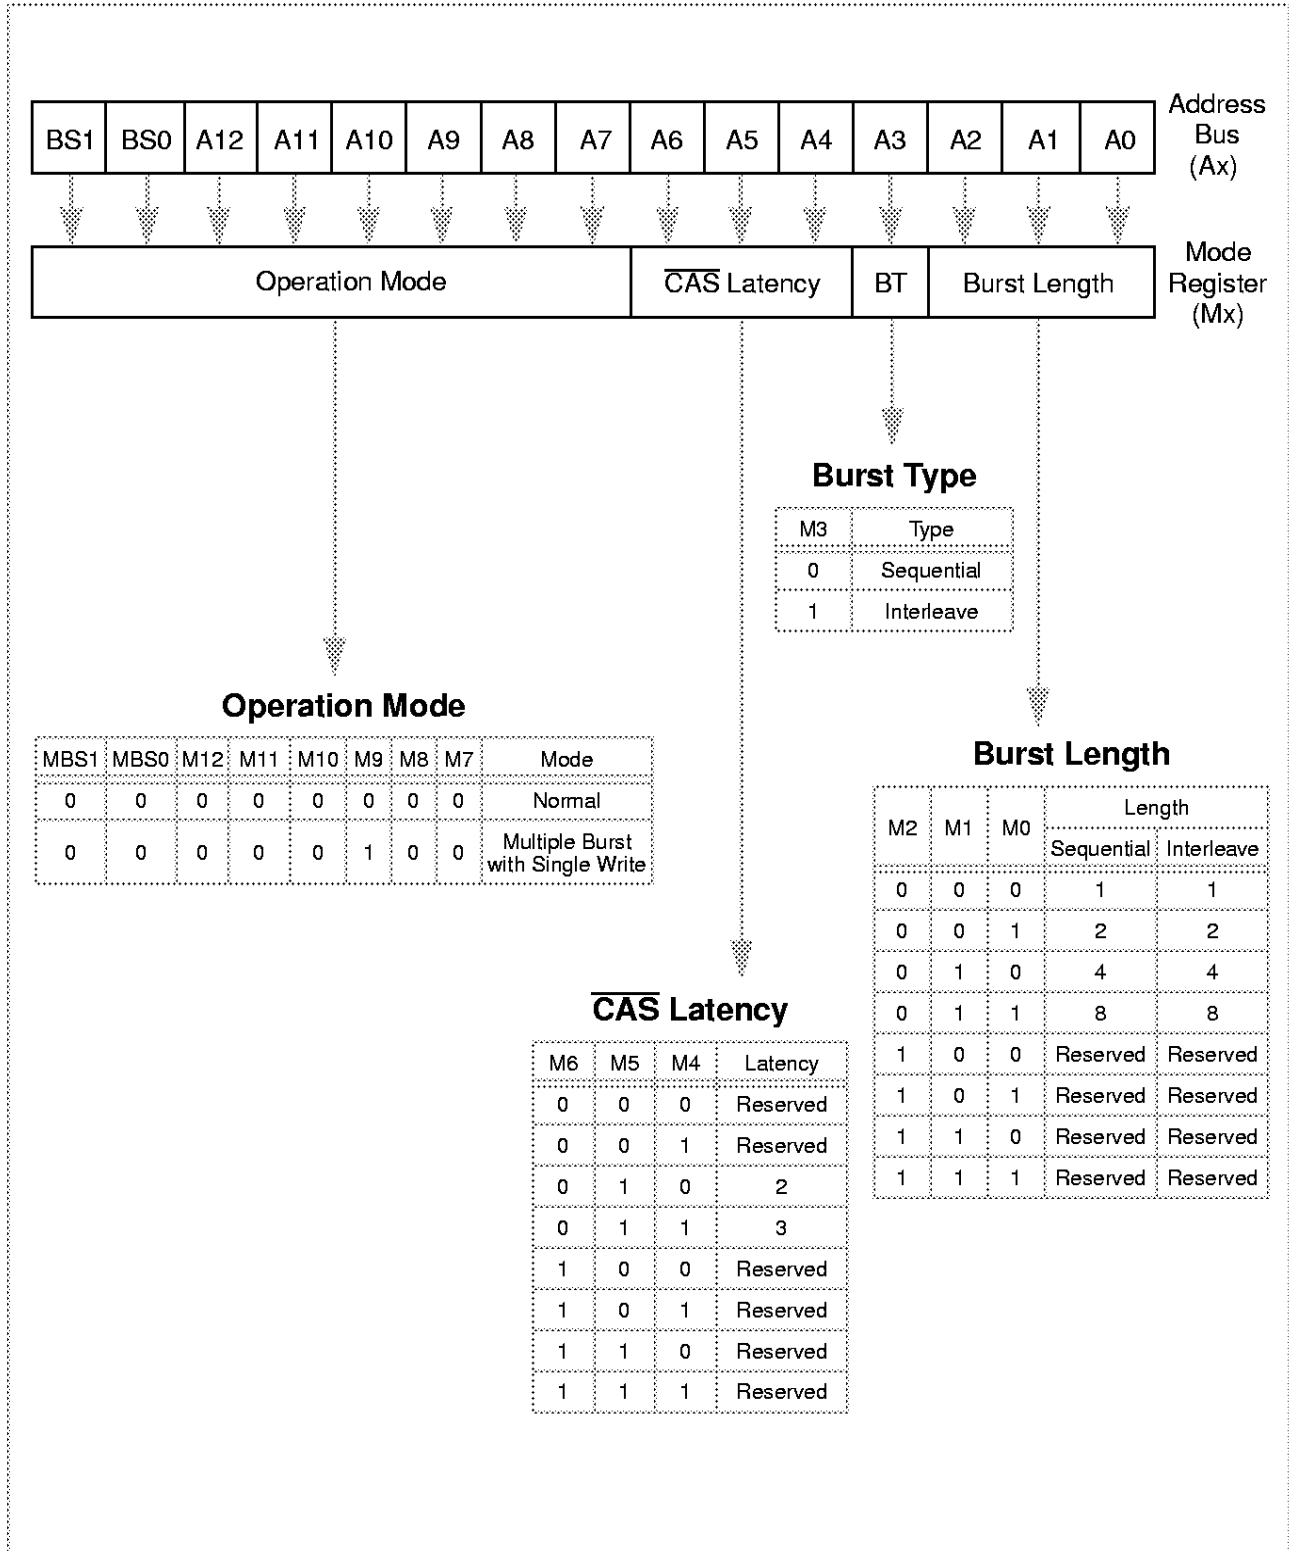 BS1 BS0 A12 A11 A10 A9 A8 A7 A6 A5 A4 A3 A2 A1 A0
Address
Bus
(Ax)
Operation Mode C̅A̅S̅ Latency BT Burst Length
Mode
Register
(Mx)
Burst Type
M3 Type
0 Sequential
1 Interleave
Operation Mode
MBS1 MBS0 M12 M11 M10 M9 M8 M7 Mode
0 0 0 0 0 0 0 0 Normal
0 0 0 0 0 1 0 0 Multiple Burst
with Single Write
Burst Length
M2 M1 M0 Length
Sequential Interleave
0 0 0 1 1
0 0 1 2 2
0 1 0 4 4
0 1 1 8 8
1 0 0 Reserved Reserved
1 0 1 Reserved Reserved
1 1 0 Reserved Reserved
1 1 1 Reserved Reserved
C̅A̅S̅ Latency
M6 M5 M4 Latency
0 0 0 Reserved
0 0 1 Reserved
0 1 0 2
0 1 1 3
1 0 0 Reserved
1 0 1 Reserved
1 1 0 Reserved
1 1 1 Reserved